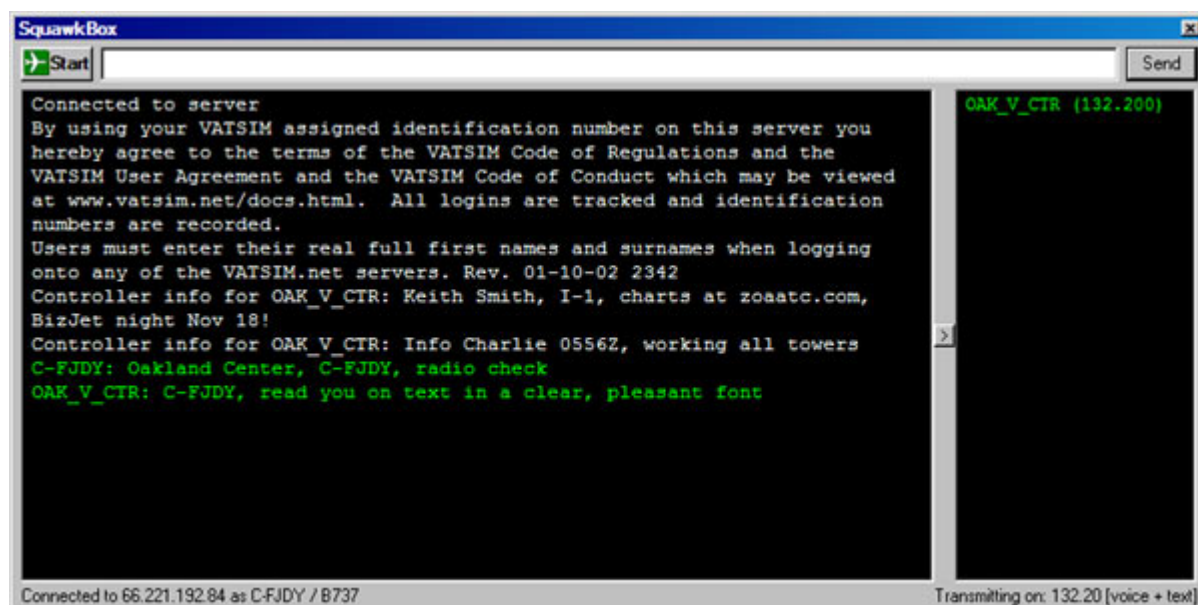 SquawkBox
Start
Send
Connected to server
By using your VATSIM assigned identification number on this server you
hereby agree to the terms of the VATSIM Code of Regulations and the
VATSIM User Agreement and the VATSIM Code of Conduct which may be viewed
at www.vatsim.net/docs.html.  All logins are tracked and identification
numbers are recorded.
Users must enter their real full first names and surnames when logging
onto any of the VATSIM.net servers. Rev. 01-10-02 2342
Controller info for OAK_V_CTR: Keith Smith, I-1, charts at zoaatc.com,
BizJet night Nov 18!
Controller info for OAK_V_CTR: Info Charlie 0556Z, working all towers
C-FJDY: Oakland Center, C-FJDY, radio check
OAK_V_CTR: C-FJDY, read you on text in a clear, pleasant font
>
OAK_V_CTR (132.200)
Connected to 66.221.192.84 as C-FJDY / B737
Transmitting on: 132.20 [voice + text]